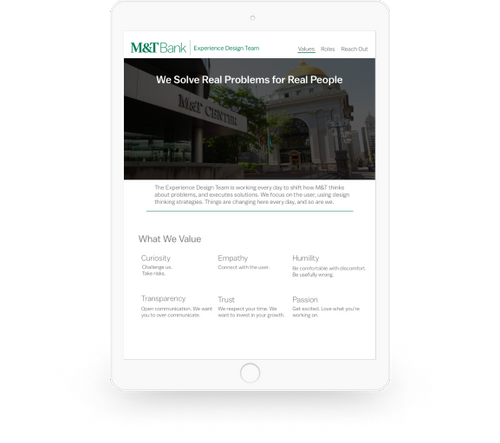 M&T Bank | Experience Design Team
Values Roles Reach Out
We Solve Real Problems for Real People
M&T CENTER
The Experience Design Team is working every day to shift how M&T thinks
about problems, and executes solutions. We focus on the user, using design
thinking strategies. Things are changing here every day, and so are we.
What We Value
Curiosity
Challenge us.
Take risks.
Empathy
Connect with the user.
Humility
Be comfortable with discomfort.
Be usefully wrong.
Transparency
Open communication. We want
you to over communicate.
Trust
We respect your time. We
want to invest in your growth.
Passion
Get excited. Love what you're
working on.